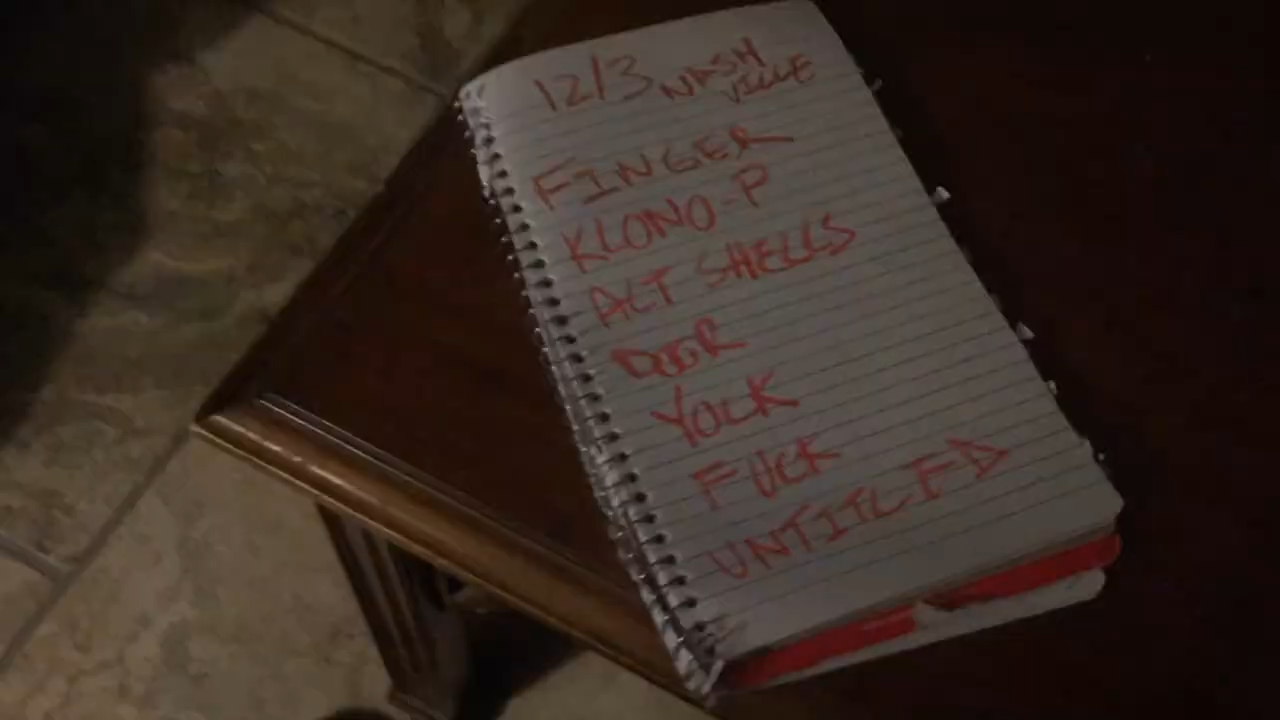 12/3 NASH
VILLE
FINGER
KLONO-P
ALT SHELLS
DOOR
YOLK
FUCK
UNTITLED